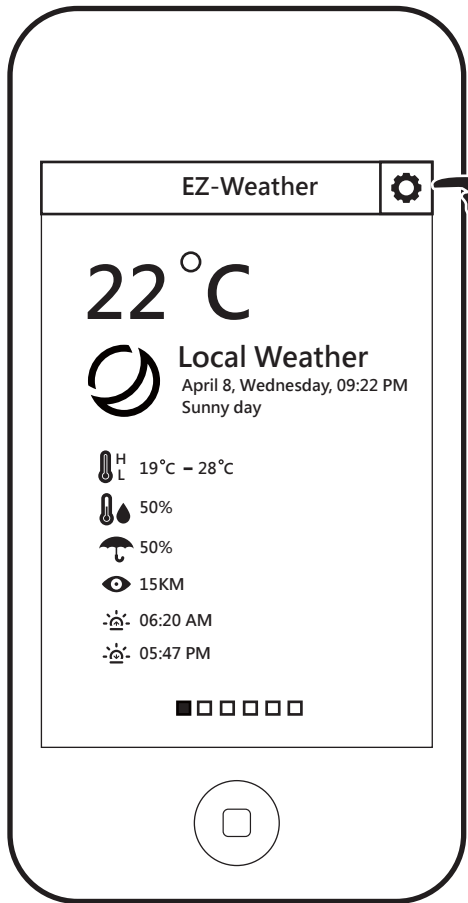 EZ-Weather
22°C
Local Weather
April 8, Wednesday, 09:22 PM
Sunny day
H
L
19°C – 28°C
50%
50%
15KM
06:20 AM
05:47 PM